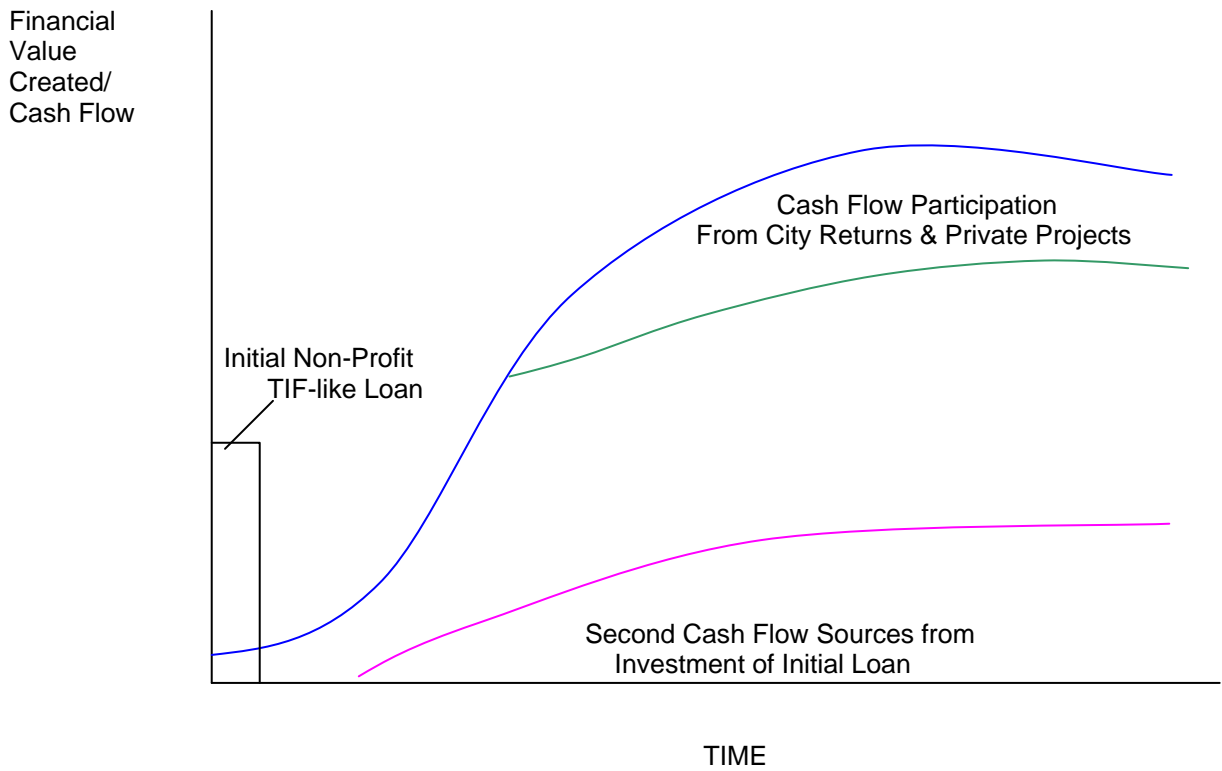 Financial
Value
Created/
Cash Flow
Cash Flow Participation
From City Returns & Private Projects
Initial Non-Profit
TIF-like Loan
Second Cash Flow Sources from
Investment of Initial Loan
TIME